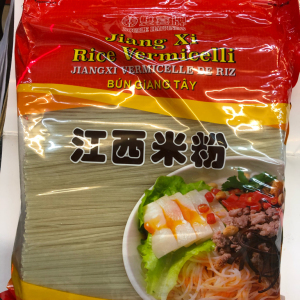 Jiang Xi
Rice Vermicelli
JIANGXI VERMICELLE DE RIZ
BÚN GIANG TÂY
江西米粉